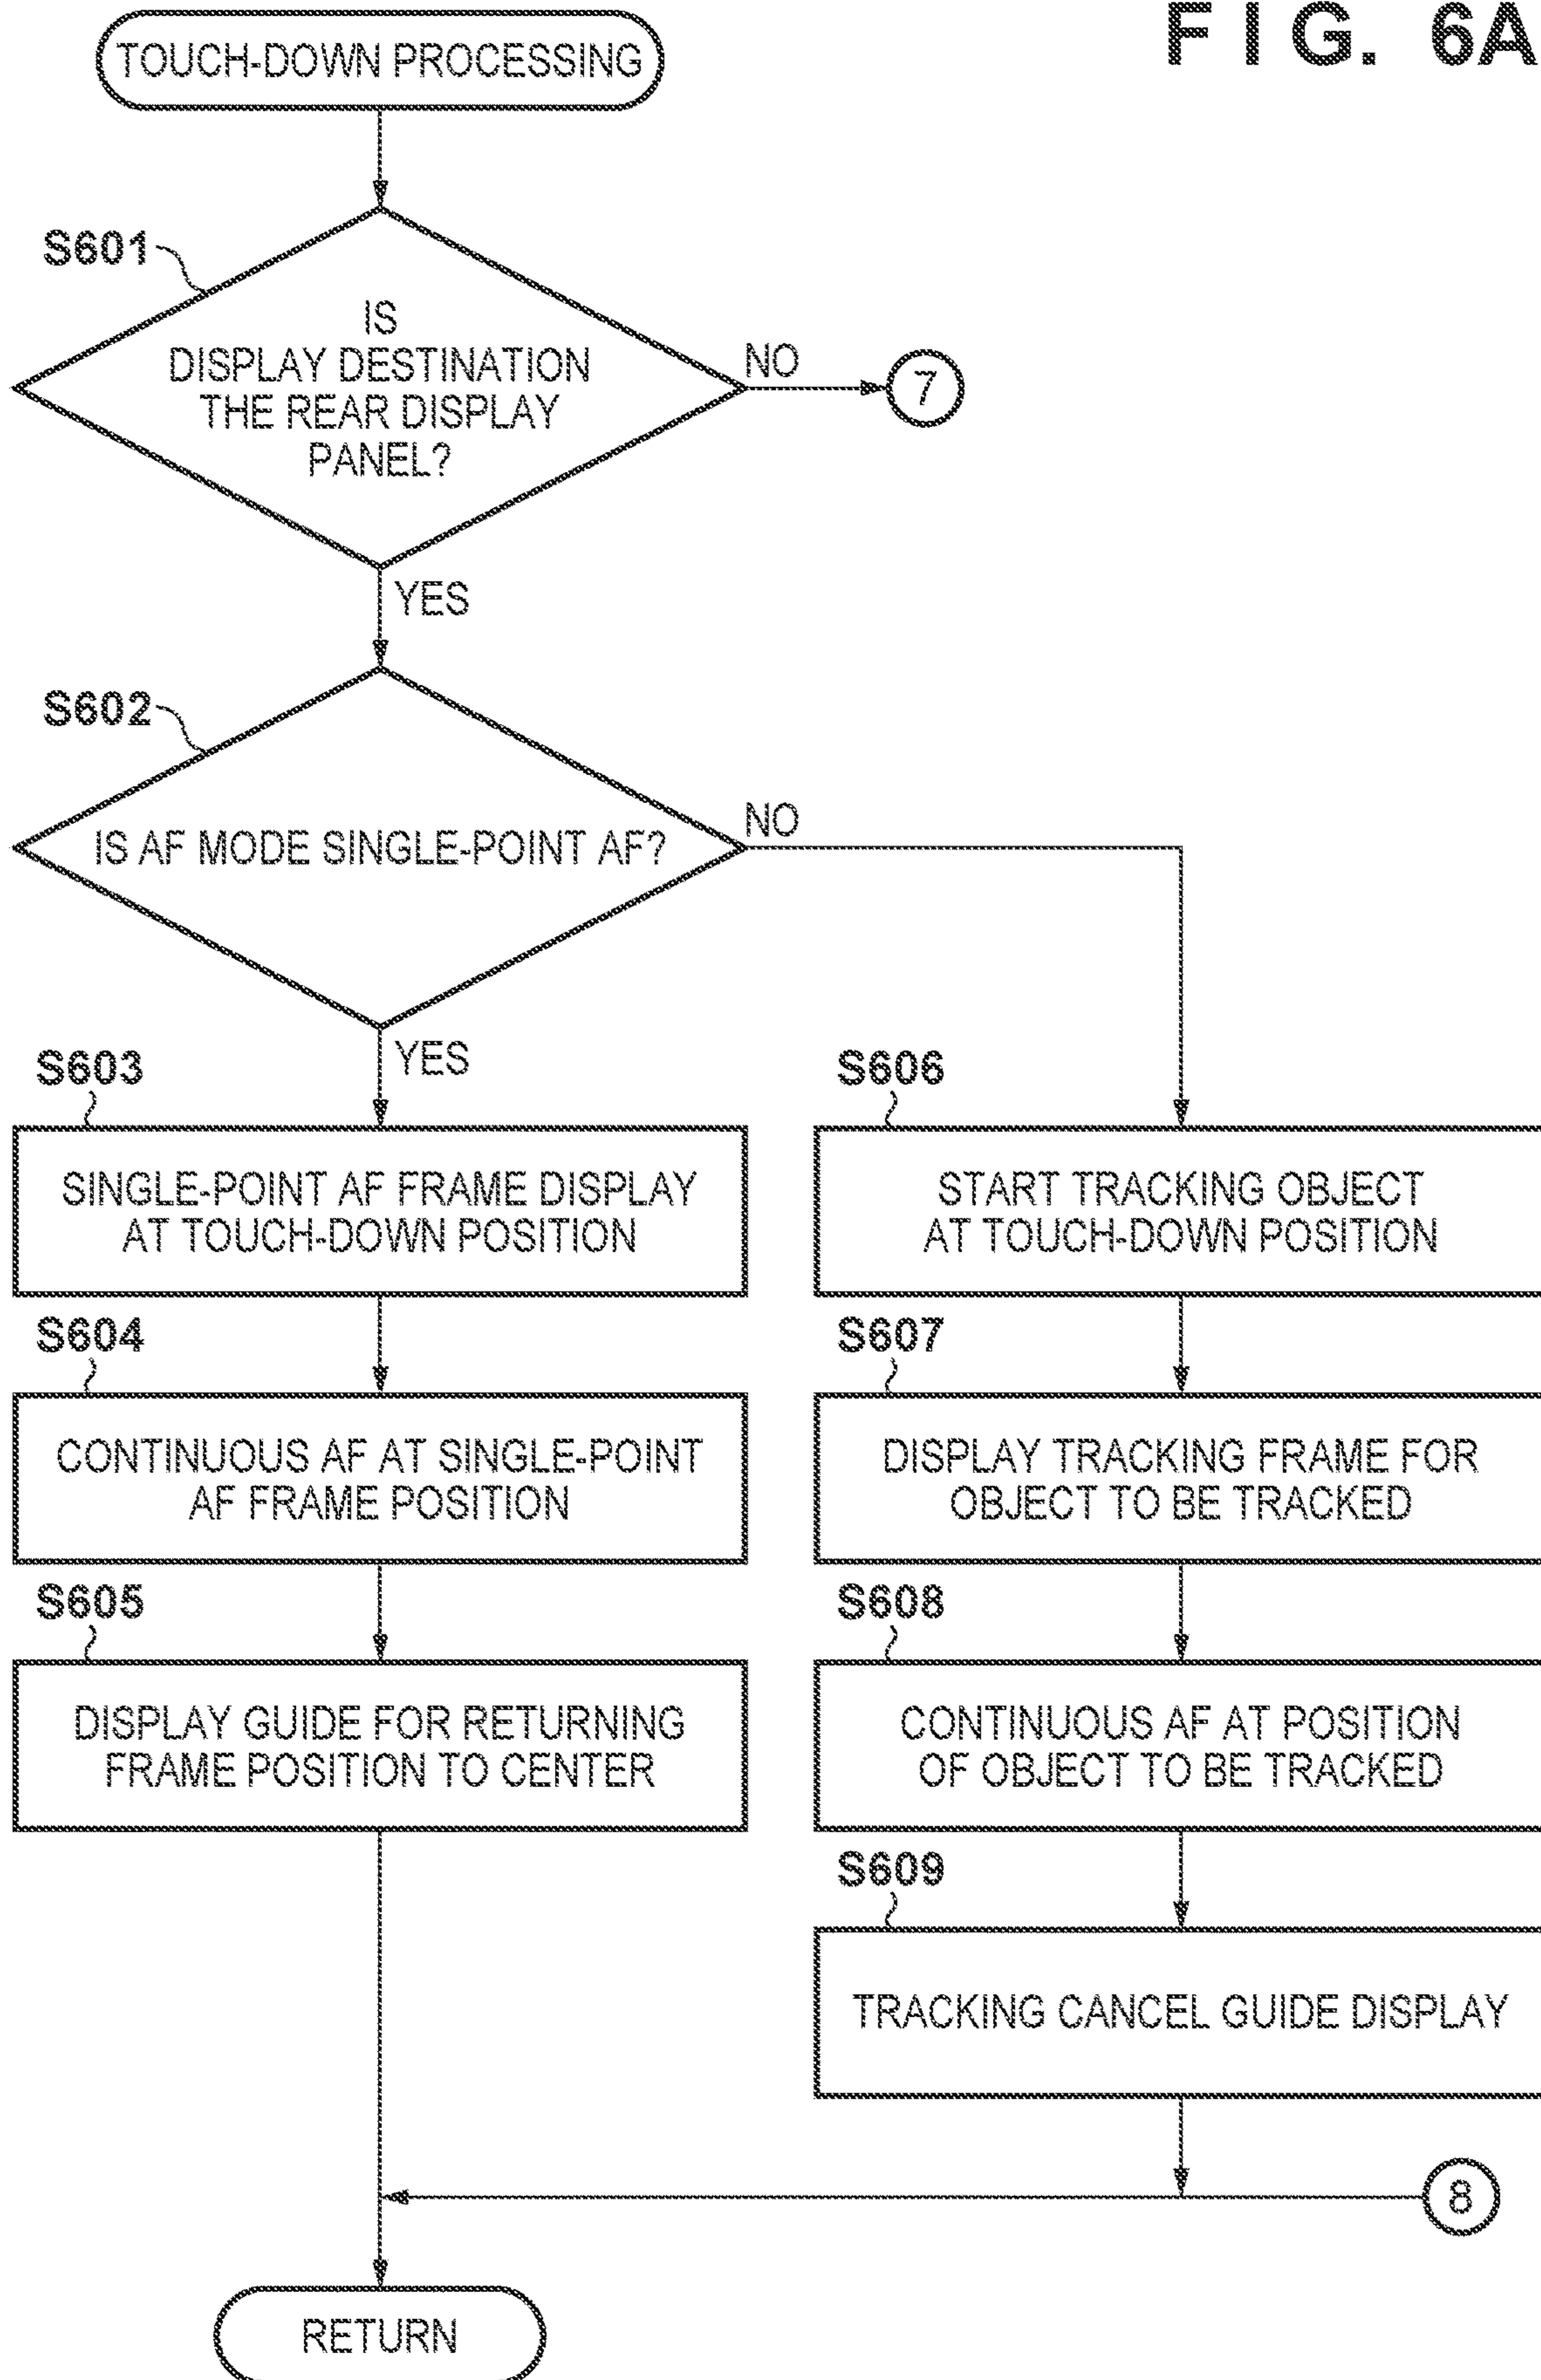 FIG. 6A
TOUCH-DOWN PROCESSING
S601
IS
DISPLAY DESTINATION
THE REAR DISPLAY
PANEL?
NO
7
YES
S602
IS AF MODE SINGLE-POINT AF?
NO
YES
S603
SINGLE-POINT AF FRAME DISPLAY
AT TOUCH-DOWN POSITION
S604
CONTINUOUS AF AT SINGLE-POINT
AF FRAME POSITION
S605
DISPLAY GUIDE FOR RETURNING
FRAME POSITION TO CENTER
S606
START TRACKING OBJECT
AT TOUCH-DOWN POSITION
S607
DISPLAY TRACKING FRAME FOR
OBJECT TO BE TRACKED
S608
CONTINUOUS AF AT POSITION
OF OBJECT TO BE TRACKED
S609
TRACKING CANCEL GUIDE DISPLAY
8
RETURN